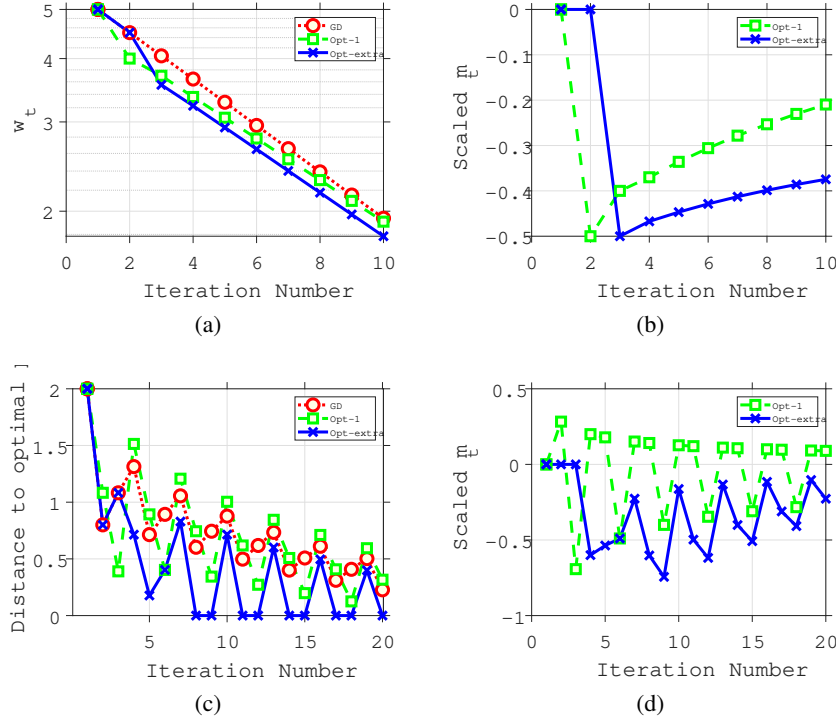 5
4
3
2
w_t
0 2 4 6 8 10
Iteration Number
GD
Opt-1
Opt-extra
(a)
0
-0.1
-0.2
-0.3
-0.4
-0.5
Scaled m_t
0 2 4 6 8 10
Iteration Number
Opt-1
Opt-extra
(b)
2
1.5
1
0.5
0
Distance to optimal
5 10 15 20
Iteration Number
GD
Opt-1
Opt-extra
(c)
0.5
0
-0.5
-1
Scaled m_t
0 5 10 15 20
Iteration Number
Opt-1
Opt-extra
(d)